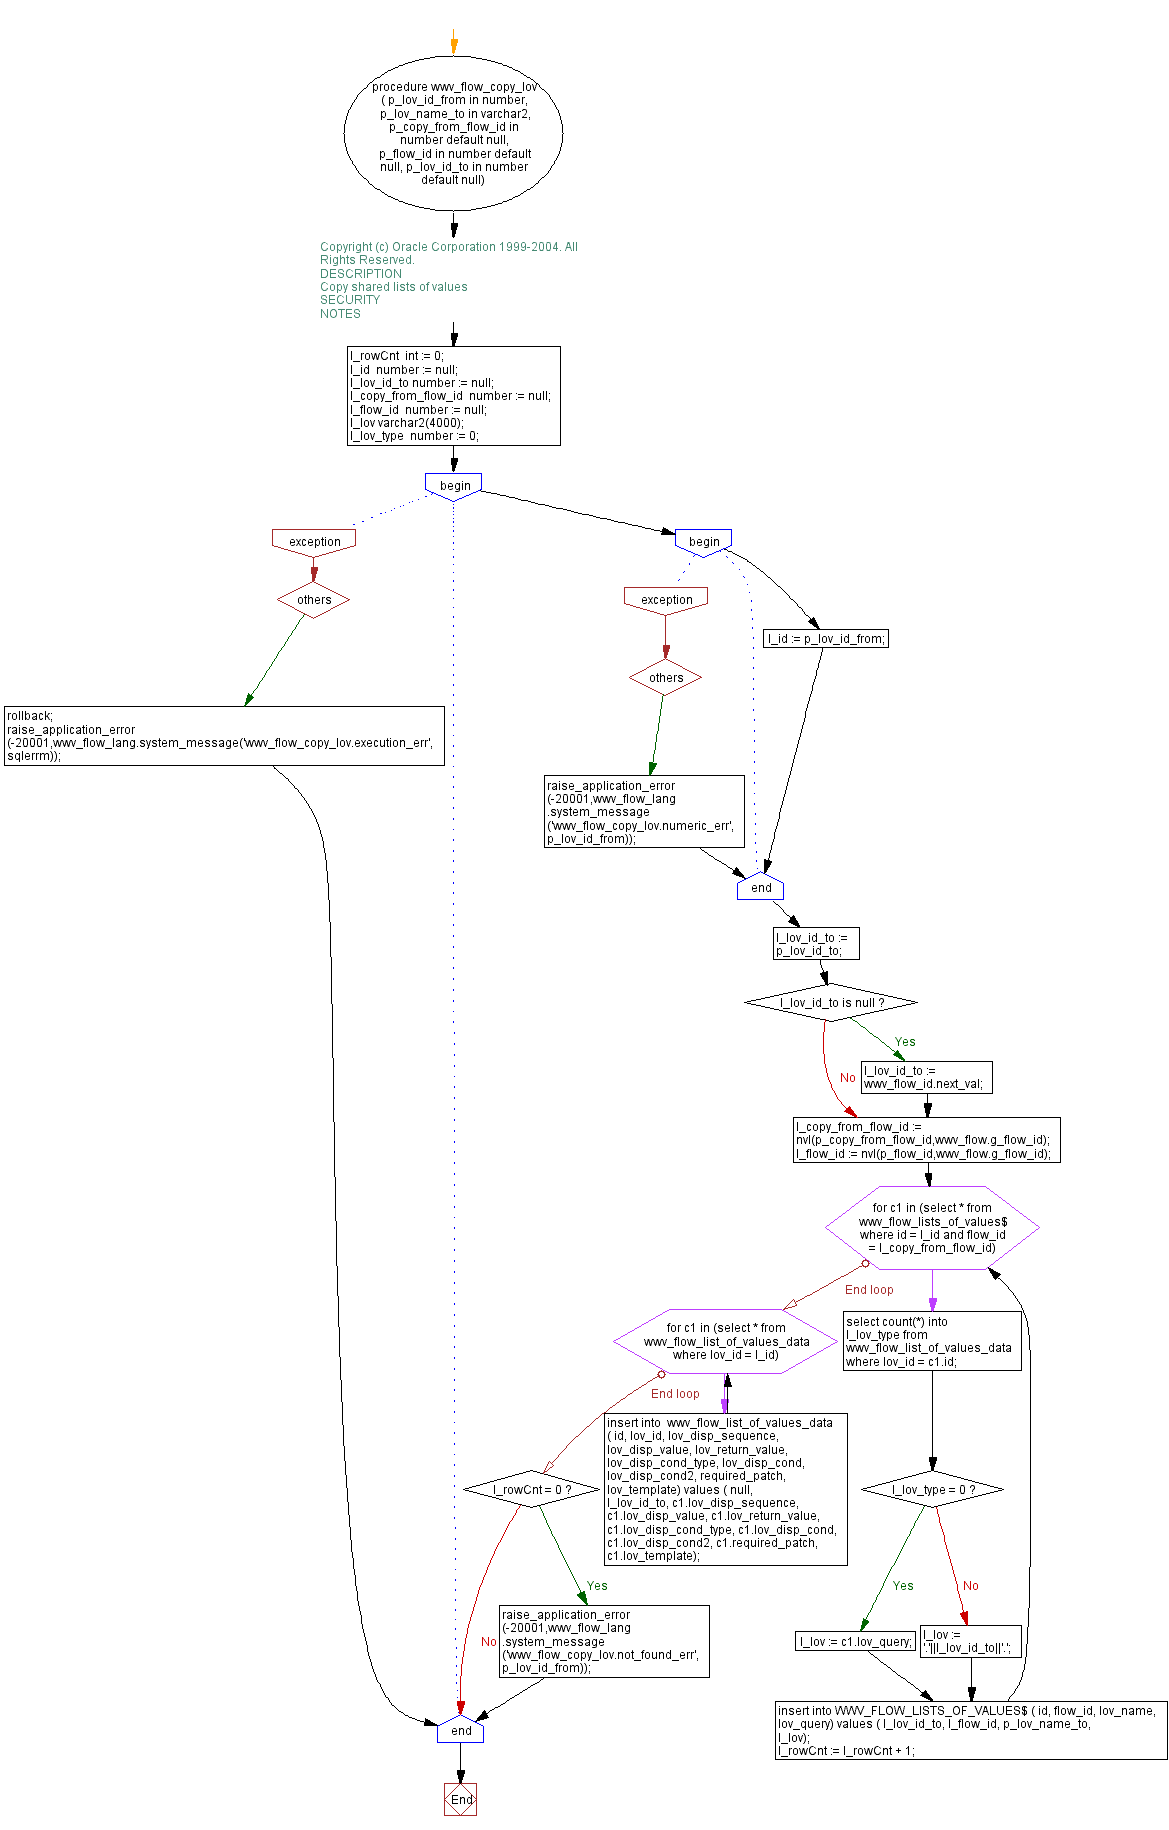 procedure wwv_flow_copy_lov
( p_lov_id_from in number,
p_lov_name_to in varchar2,
p_copy_from_flow_id in
number default null,
p_flow_id in number default
null, p_lov_id_to in number
default null)
Copyright (c) Oracle Corporation 1999-2004. All
Rights Reserved.
DESCRIPTION
Copy shared lists of values
SECURITY
NOTES
l_rowCnt  int := 0;
l_id  number := null;
l_lov_id_to number := null;
l_copy_from_flow_id  number := null;
l_flow_id  number := null;
l_lov varchar2(4000);
l_lov_type  number := 0;
begin
exception
others
rollback;
raise_application_error
(-20001,wwv_flow_lang.system_message('wwv_flow_copy_lov.execution_err',
sqlerrm));
begin
exception
others
l_id := p_lov_id_from;
raise_application_error
(-20001,wwv_flow_lang
.system_message
('wwv_flow_copy_lov.numeric_err',
p_lov_id_from));
end
l_lov_id_to :=
p_lov_id_to;
l_lov_id_to is null ?
Yes
No
l_lov_id_to :=
wwv_flow_id.next_val;
l_copy_from_flow_id :=
nvl(p_copy_from_flow_id,wwv_flow.g_flow_id);
l_flow_id := nvl(p_flow_id,wwv_flow.g_flow_id);
for c1 in (select * from
wwv_flow_lists_of_values$
where id = l_id and flow_id
= l_copy_from_flow_id)
End loop
for c1 in (select * from
wwv_flow_list_of_values_data
where lov_id = l_id)
select count(*) into
l_lov_type from
wwv_flow_list_of_values_data
where lov_id = c1.id;
End loop
insert into  wwv_flow_list_of_values_data
( id, lov_id, lov_disp_sequence,
lov_disp_value, lov_return_value,
lov_disp_cond_type, lov_disp_cond,
lov_disp_cond2, required_patch,
lov_template) values ( null,
l_lov_id_to, c1.lov_disp_sequence,
c1.lov_disp_value, c1.lov_return_value,
c1.lov_disp_cond_type, c1.lov_disp_cond,
c1.lov_disp_cond2, c1.required_patch,
c1.lov_template);
l_rowCnt = 0 ?
l_lov_type = 0 ?
Yes
No
Yes
No
raise_application_error
(-20001,wwv_flow_lang
.system_message
('wwv_flow_copy_lov.not_found_err',
p_lov_id_from));
l_lov := c1.lov_query;
l_lov :=
'.'||l_lov_id_to||'.';
insert into WWV_FLOW_LISTS_OF_VALUES$ ( id, flow_id, lov_name,
lov_query) values ( l_lov_id_to, l_flow_id, p_lov_name_to,
l_lov);
l_rowCnt := l_rowCnt + 1;
end
End